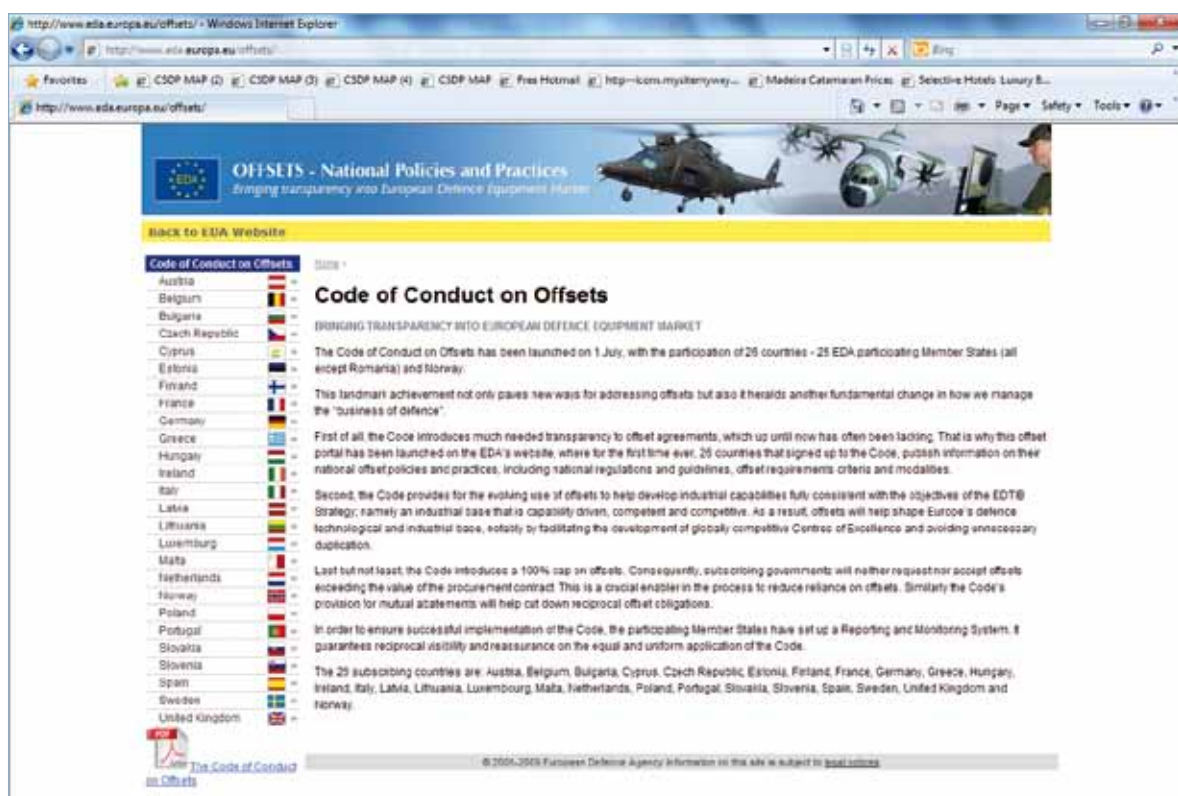 http://www.eda.europa.eu/offsets/ - Windows Internet Explorer
http://www.eda.europa.eu/offsets/
Bing
Favorites CSDP MAP (2) CSDP MAP (3) CSDP MAP (4) CSDP MAP Free Hotmail Madeira Catamaran Prices Selective Hotels Luxury B...
http://www.eda.europa.eu/offsets/
Page Safety Tools
EDA
OFFSETS - National Policies and Practices
Bringing transparency into European Defence Equipment Market
Back to EDA Website
Code of Conduct on Offsets
Austria
Belgium
Bulgaria
Czech Republic
Cyprus
Estonia
Finland
France
Germany
Greece
Hungary
Ireland
Italy
Latvia
Lithuania
Luxemburg
Malta
Netherlands
Norway
Poland
Portugal
Slovakia
Slovenia
Spain
Sweden
United Kingdom
PDF
The Code of Conduct
on Offsets
Home
Code of Conduct on Offsets
BRINGING TRANSPARENCY INTO EUROPEAN DEFENCE EQUIPMENT MARKET
The Code of Conduct on Offsets has been launched on 1 July, with the participation of 26 countries - 25 EDA participating Member States (all
except Romania) and Norway.
This landmark achievement not only paves new ways for addressing offsets but also it heralds another fundamental change in how we manage
the "business of defence".
First of all, the Code introduces much needed transparency to offset agreements, which up until now has often been lacking. That is why this offset
portal has been launched on the EDA's website, where for the first time ever, 26 countries that signed up to the Code, publish information on their
national offset policies and practices, including national regulations and guidelines, offset requirements criteria and modalities.
Second, the Code provides for the evolving use of offsets to help develop industrial capabilities fully consistent with the objectives of the EDTIB
Strategy; namely an industrial base that is capability driven, competent and competitive. As a result, offsets will help shape Europe's defence
technological and industrial base, notably by facilitating the development of globally competitive Centres of Excellence and avoiding unnecessary
duplication.
Last but not least, the Code introduces a 100% cap on offsets. Consequently, subscribing governments will neither request nor accept offsets
exceeding the value of the procurement contract. This is a crucial enabler in the process to reduce reliance on offsets. Similarly the Code's
provision for mutual abatements will help cut down reciprocal offset obligations.
In order to ensure successful implementation of the Code, the participating Member States have set up a Reporting and Monitoring System. It
guarantees reciprocal visibility and reassurance on the equal and uniform application of the Code.
The 26 subscribing countries are: Austria, Belgium, Bulgaria, Cyprus, Czech Republic, Estonia, Finland, France, Germany, Greece, Hungary,
Ireland, Italy, Latvia, Lithuania, Luxembourg, Malta, Netherlands, Poland, Portugal, Slovakia, Slovenia, Spain, Sweden, United Kingdom and
Norway.
European Defence Agency Information on this site is subject to legal notices